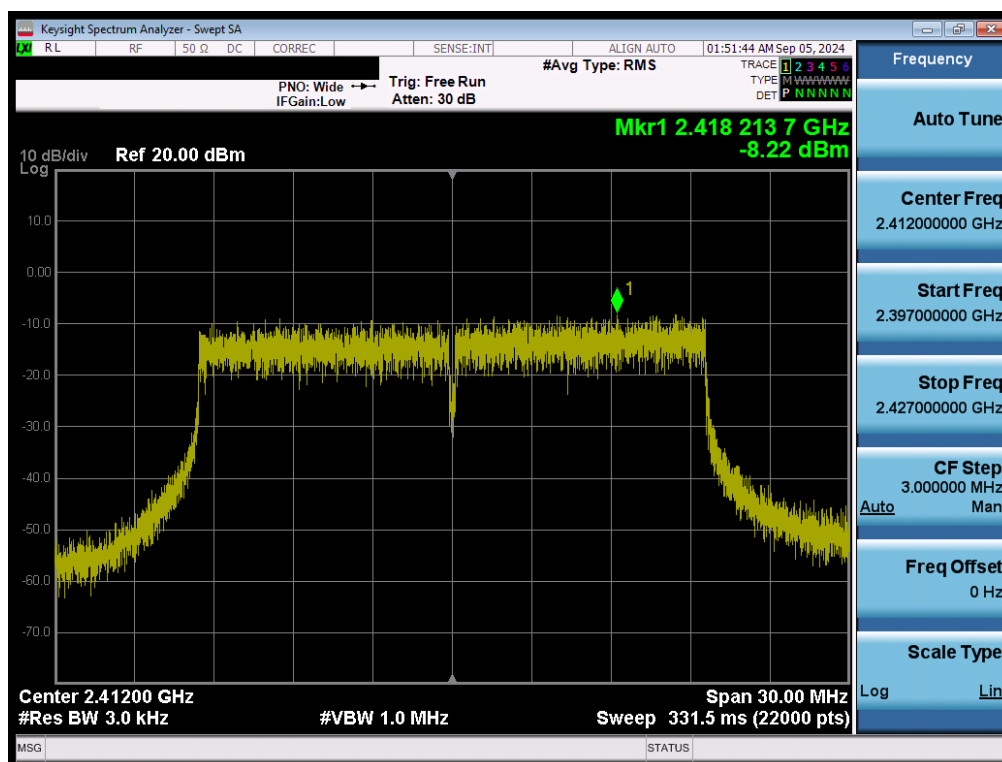 Keysight Spectrum Analyzer - Swept SA
LXI RL RF 50 Ω DC CORREC SENSE:INT ALIGN AUTO 01:51:44 AM Sep 05, 2024
PNO: Wide
IFGain:Low
Trig: Free Run
Atten: 30 dB
#Avg Type: RMS
TRACE 1 2 3 4 5 6
TYPE M WWWWW
DET P N N N N N
Mkr1 2.418 213 7 GHz
-8.22 dBm
10 dB/div Ref 20.00 dBm
Log
10.0
0.00
-10.0
-20.0
-30.0
-40.0
-50.0
-60.0
-70.0
1
Center 2.41200 GHz Span 30.00 MHz
#Res BW 3.0 kHz #VBW 1.0 MHz Sweep 331.5 ms (22000 pts)
MSG STATUS
Frequency
Auto Tune
Center Freq
2.412000000 GHz
Start Freq
2.397000000 GHz
Stop Freq
2.427000000 GHz
CF Step
3.000000 MHz
Auto Man
Freq Offset
0 Hz
Scale Type
Log Lin